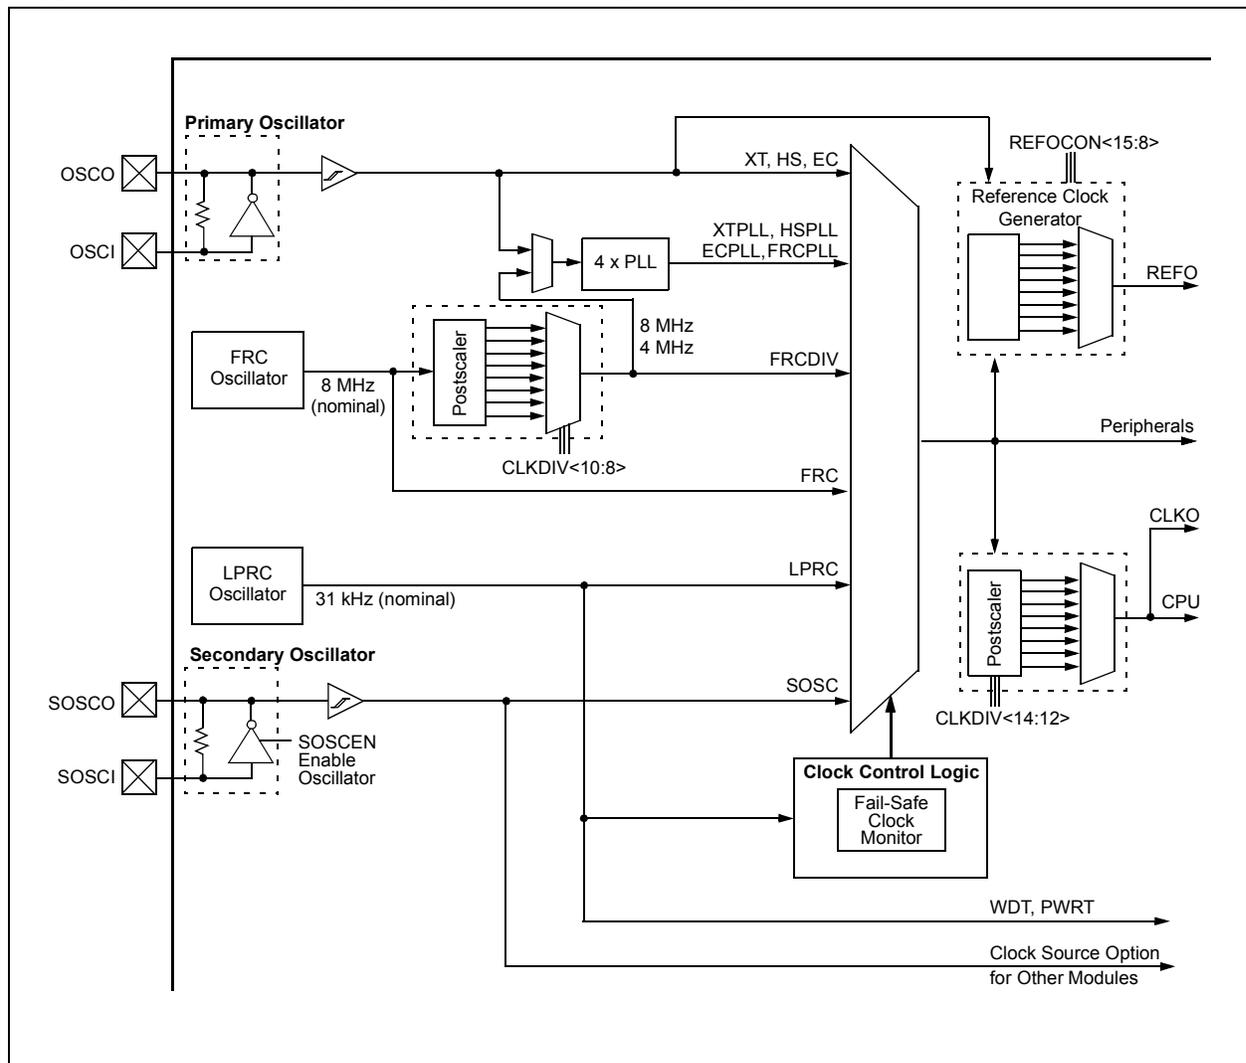 Primary Oscillator
OSCO
OSCI
XT, HS, EC
REFOCON<15:8>
Reference Clock
Generator
REFO
XTPLL, HSPLL
ECPLL,FRCPLL
4 x PLL
8 MHz
4 MHz
FRC
Oscillator
8 MHz
(nominal)
Postscaler
CLKDIV<10:8>
FRCDIV
Peripherals
FRC
CLKO
LPRC
Oscillator
31 kHz (nominal)
LPRC
CPU
Postscaler
CLKDIV<14:12>
Secondary Oscillator
SOSCO
SOSCI
SOSCEN
Enable
Oscillator
SOSC
Clock Control Logic
Fail-Safe
Clock
Monitor
WDT, PWRT
Clock Source Option
for Other Modules